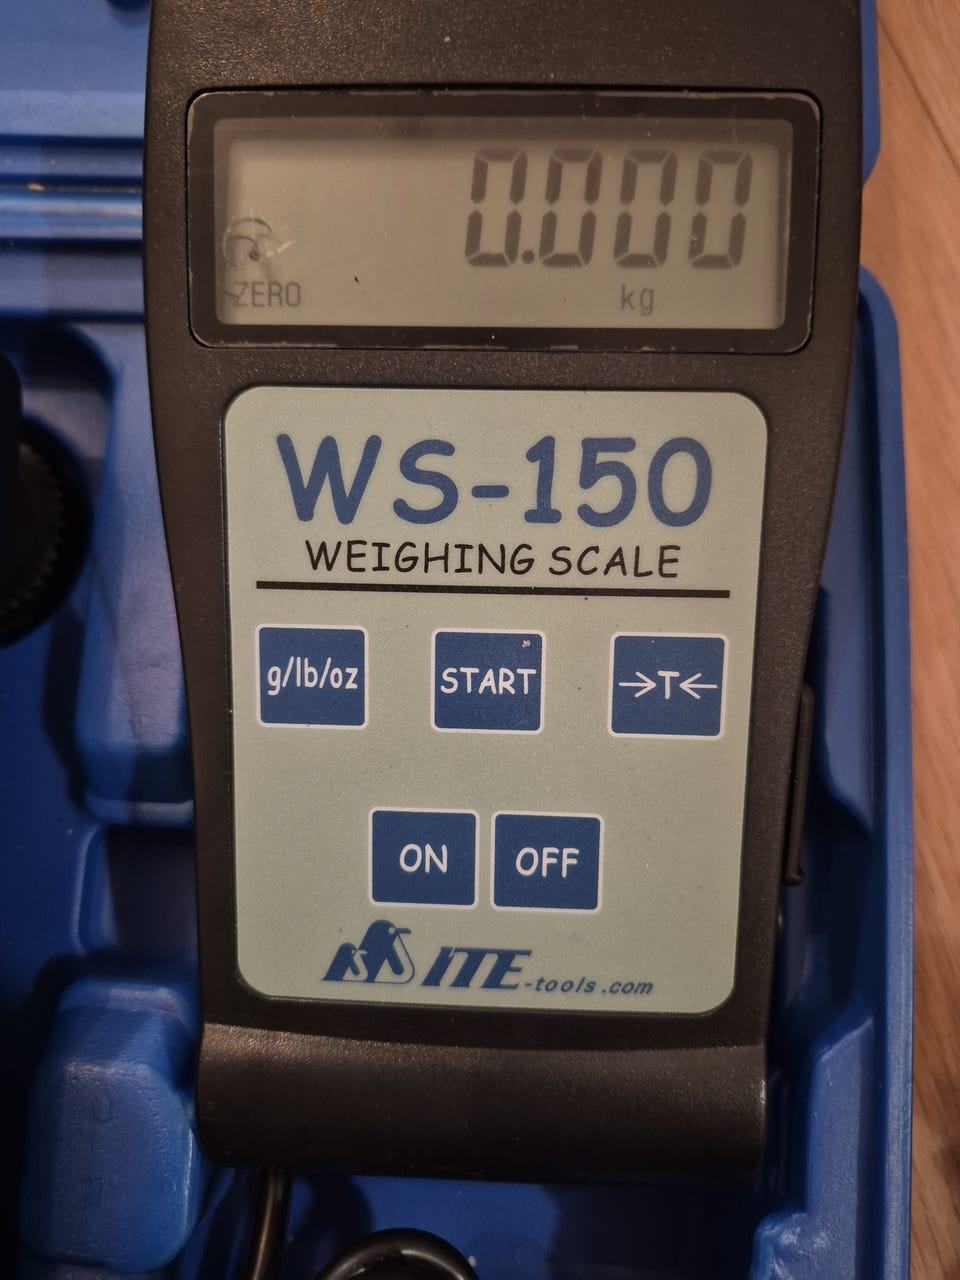 0.000
ZERO kg
WS-150
WEIGHING SCALE
g/lb/oz START →T←
ON OFF
ITE-tools.com